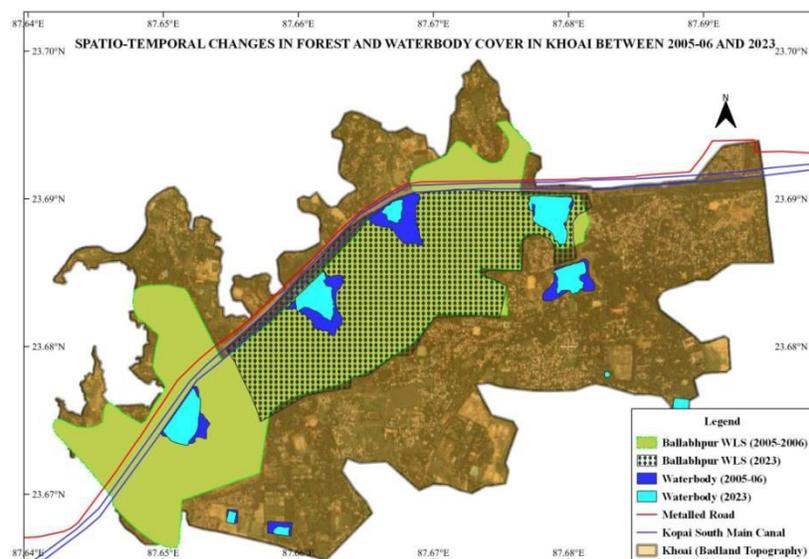 87.64°E 87.65°E 87.66°E 87.67°E 87.68°E 87.69°E
SPATIO-TEMPORAL CHANGES IN FOREST AND WATERBODY COVER IN KHOAI BETWEEN 2005-06 AND 2023
23.70°N 23.70°N
N
23.69°N 23.69°N
23.68°N 23.68°N
23.67°N
Legend
Ballabhpur WLS (2005-2006)
Ballabhpur WLS (2023)
Waterbody (2005-06)
Waterbody (2023)
Metalled Road
Kopai South Main Canal
Khoai (Badland Topography)
87.64°E 87.65°E 87.66°E 87.67°E 87.68°E